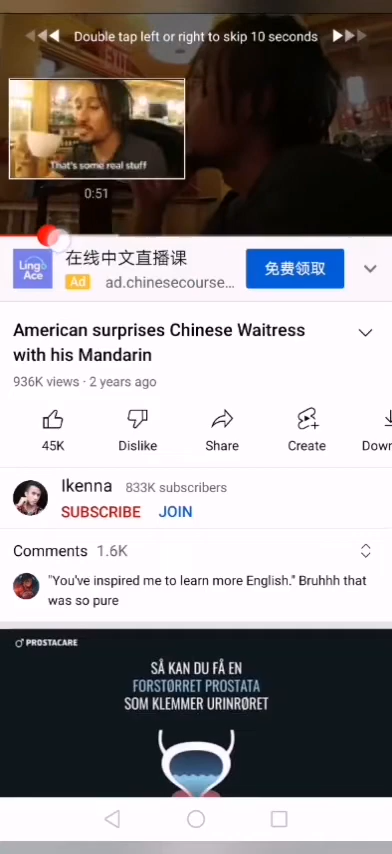 Double tap left or right to skip 10 seconds
That's some real stuff
0:51
Ling
Ace
在线中文直播课
免费领取
Ad ad.chinesecourse...
American surprises Chinese Waitress
with his Mandarin
936K views · 2 years ago
45K Dislike Share Create Down
Ikenna 833K subscribers
SUBSCRIBE JOIN
Comments 1.6K
"You've inspired me to learn more English." Bruhhh that
was so pure
PROSTACARE
SÅ KAN DU FÅ EN
FORSTØRRET PROSTATA
SOM KLEMMER URINRØRET